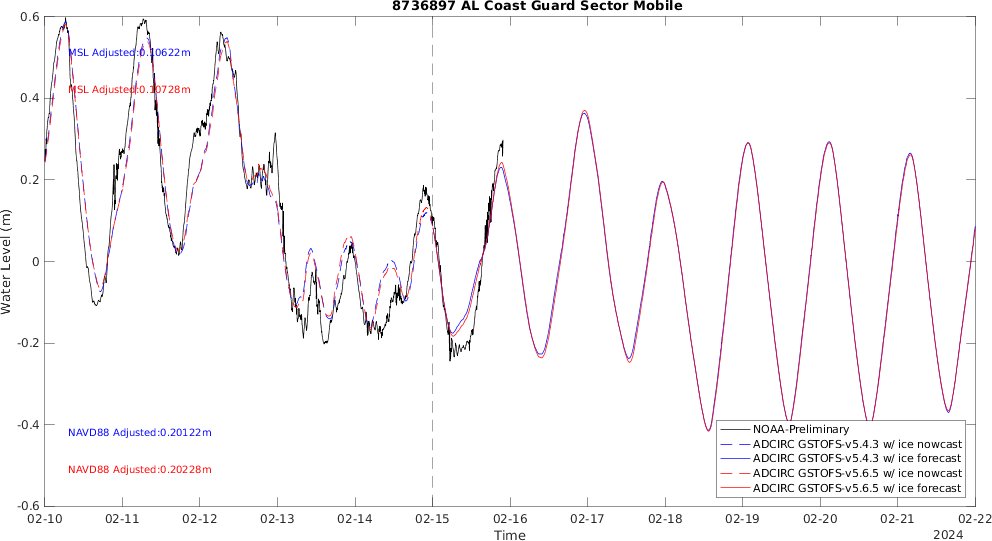 8736897 AL Coast Guard Sector Mobile
0.6
MSL Adjusted:0.10622m
MSL Adjusted:0.10728m
0.4
0.2
Water Level (m)
0
-0.2
-0.4
NAVD88 Adjusted:0.20122m
NAVD88 Adjusted:0.20228m
NOAA-Preliminary
ADCIRC GSTOFS-v5.4.3 w/ ice nowcast
ADCIRC GSTOFS-v5.4.3 w/ ice forecast
ADCIRC GSTOFS-v5.6.5 w/ ice nowcast
ADCIRC GSTOFS-v5.6.5 w/ ice forecast
-0.6
02-10 02-11 02-12 02-13 02-14 02-15 02-16 02-17 02-18 02-19 02-20 02-21 02-22
Time
2024